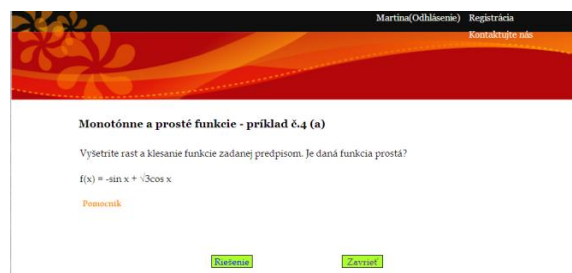 Martina(Odhlásenie) Registrácia
Kontaktujte nás
Monotónne a prosté funkcie - príklad č.4 (a)
Vyšetrite rast a klesanie funkcie zadanej predpisom. Je daná funkcia prostá?
f(x) = -sin x + √3cos x
Pomocník
Riešenie Zavrieť